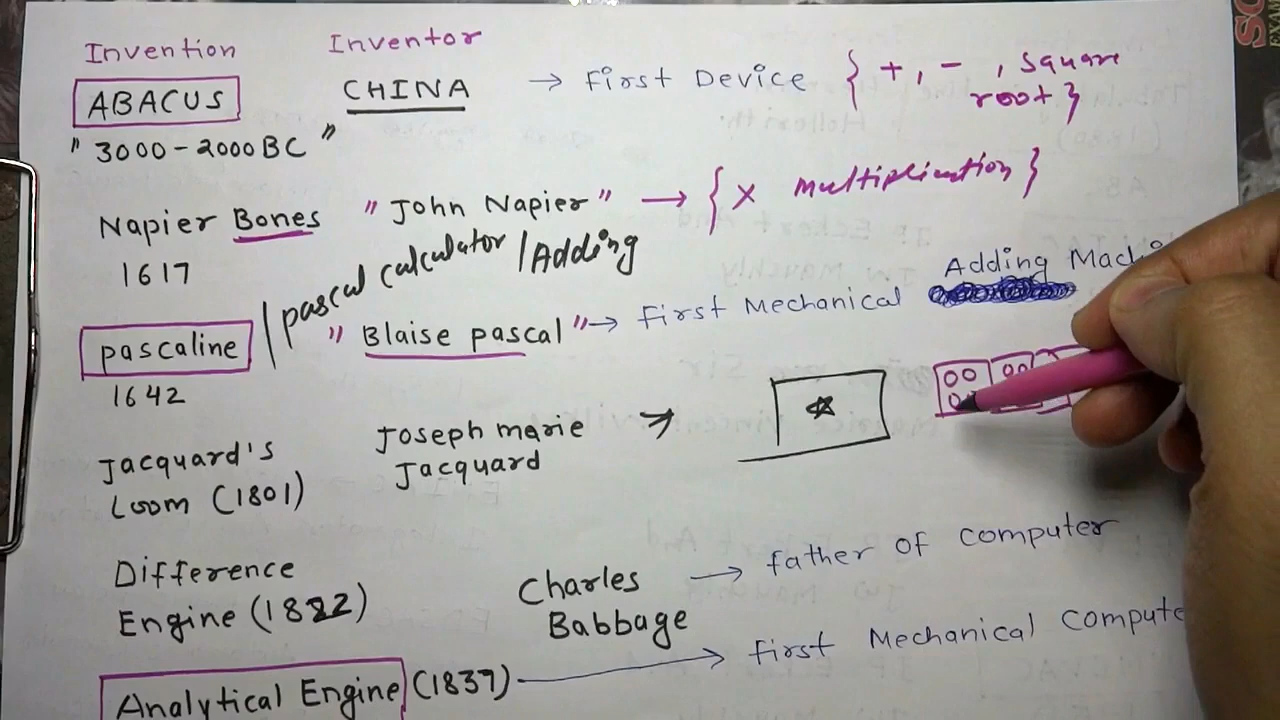 Invention Inventor
ABACUS CHINA → First Device { +, -, square root }
" 3000-2000 BC "
Napier Bones " John Napier " → { × Multiplication }
1617
/ pascal calculator / Adding
Adding Machi
pascaline " Blaise pascal " → First Mechanical
1642
Jacquard's Joseph marie →
Loom (1801) Jacquard
Difference Charles → father OF computer
Engine (1822) Babbage
Analytical Engine (1837) → First Mechanical Compute